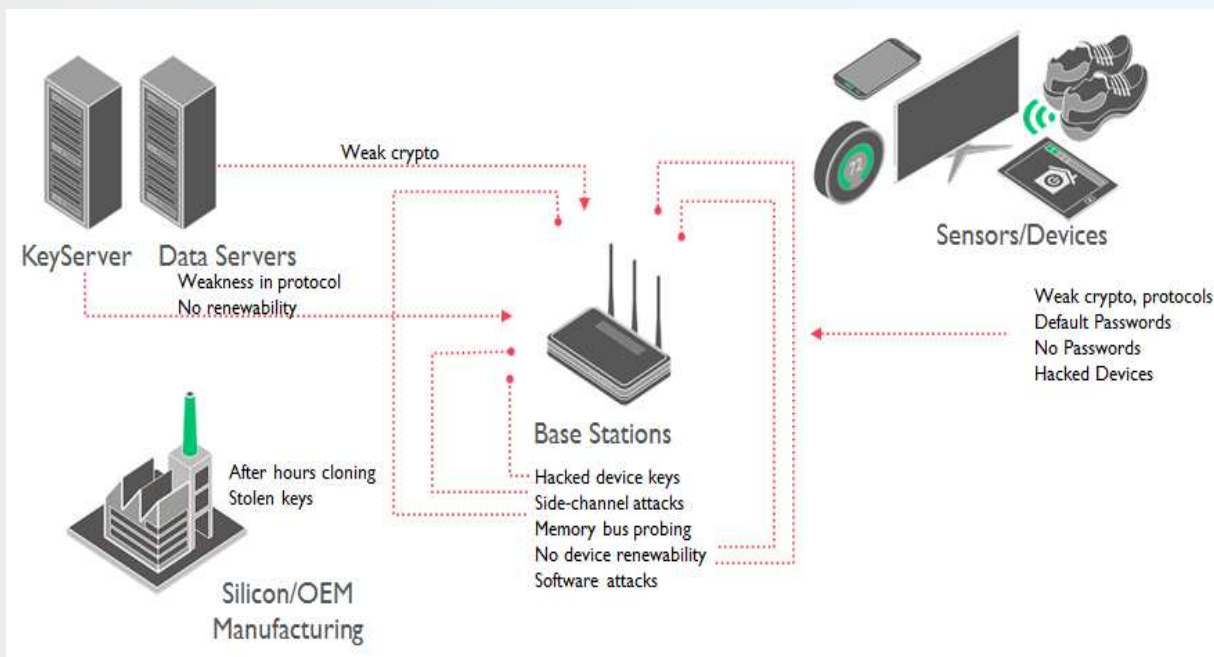 Weak crypto
KeyServer
Data Servers
Weakness in protocol
No renewability
72
Sensors/Devices
Weak crypto, protocols
Default Passwords
No Passwords
Hacked Devices
Base Stations
Hacked device keys
Side-channel attacks
Memory bus probing
No device renewability
Software attacks
After hours cloning
Stolen keys
Silicon/OEM
Manufacturing